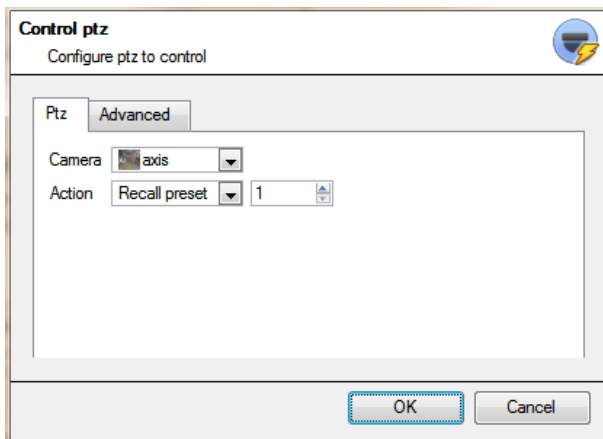 Control ptz
Configure ptz to control
Ptz Advanced
Camera axis
Action Recall preset 1
OK Cancel